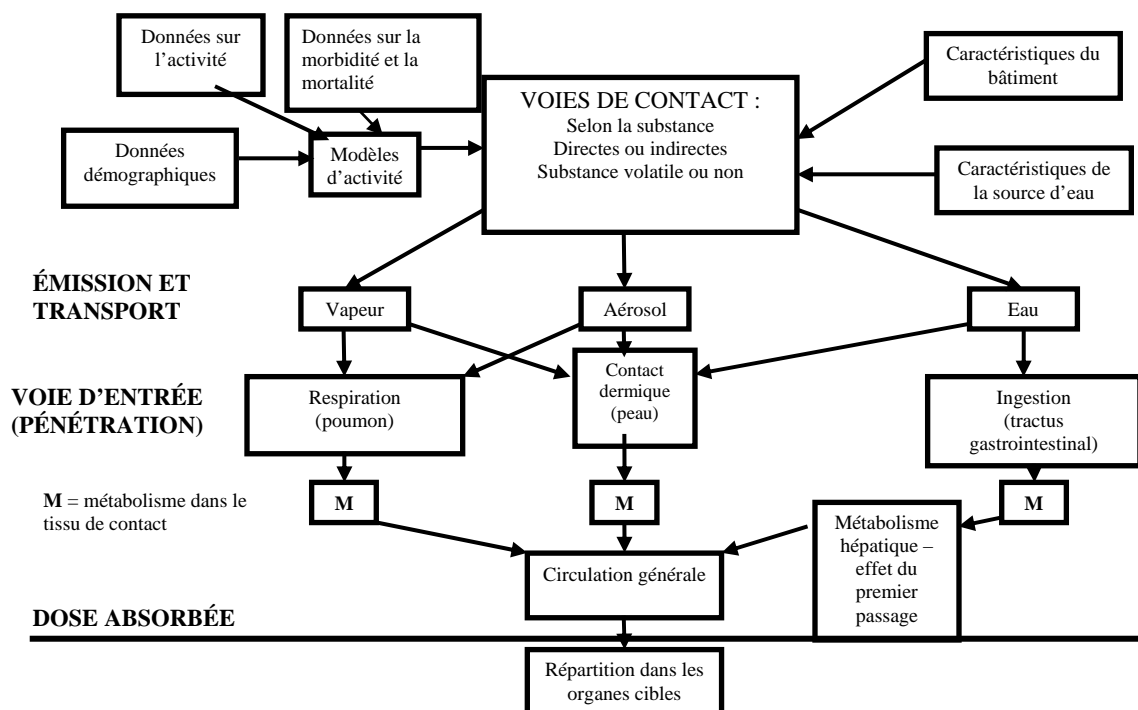 Données sur
l'activité
Données sur la
morbidité et la
mortalité
Caractéristiques du
bâtiment
VOIES DE CONTACT :
Selon la substance
Directes ou indirectes
Substance volatile ou non
Données
démographiques
Modèles
d'activité
Caractéristiques de
la source d'eau
ÉMISSION ET
TRANSPORT
Vapeur
Aérosol
Eau
VOIE D'ENTRÉE
(PÉNÉTRATION)
Respiration
(poumon)
Contact
dermique
(peau)
Ingestion
(tractus
gastrointestinal)
M = métabolisme dans le
tissu de contact
M
M
M
Métabolisme
hépatique –
effet du
premier
passage
Circulation générale
DOSE ABSORBÉE
Répartition dans les
organes cibles